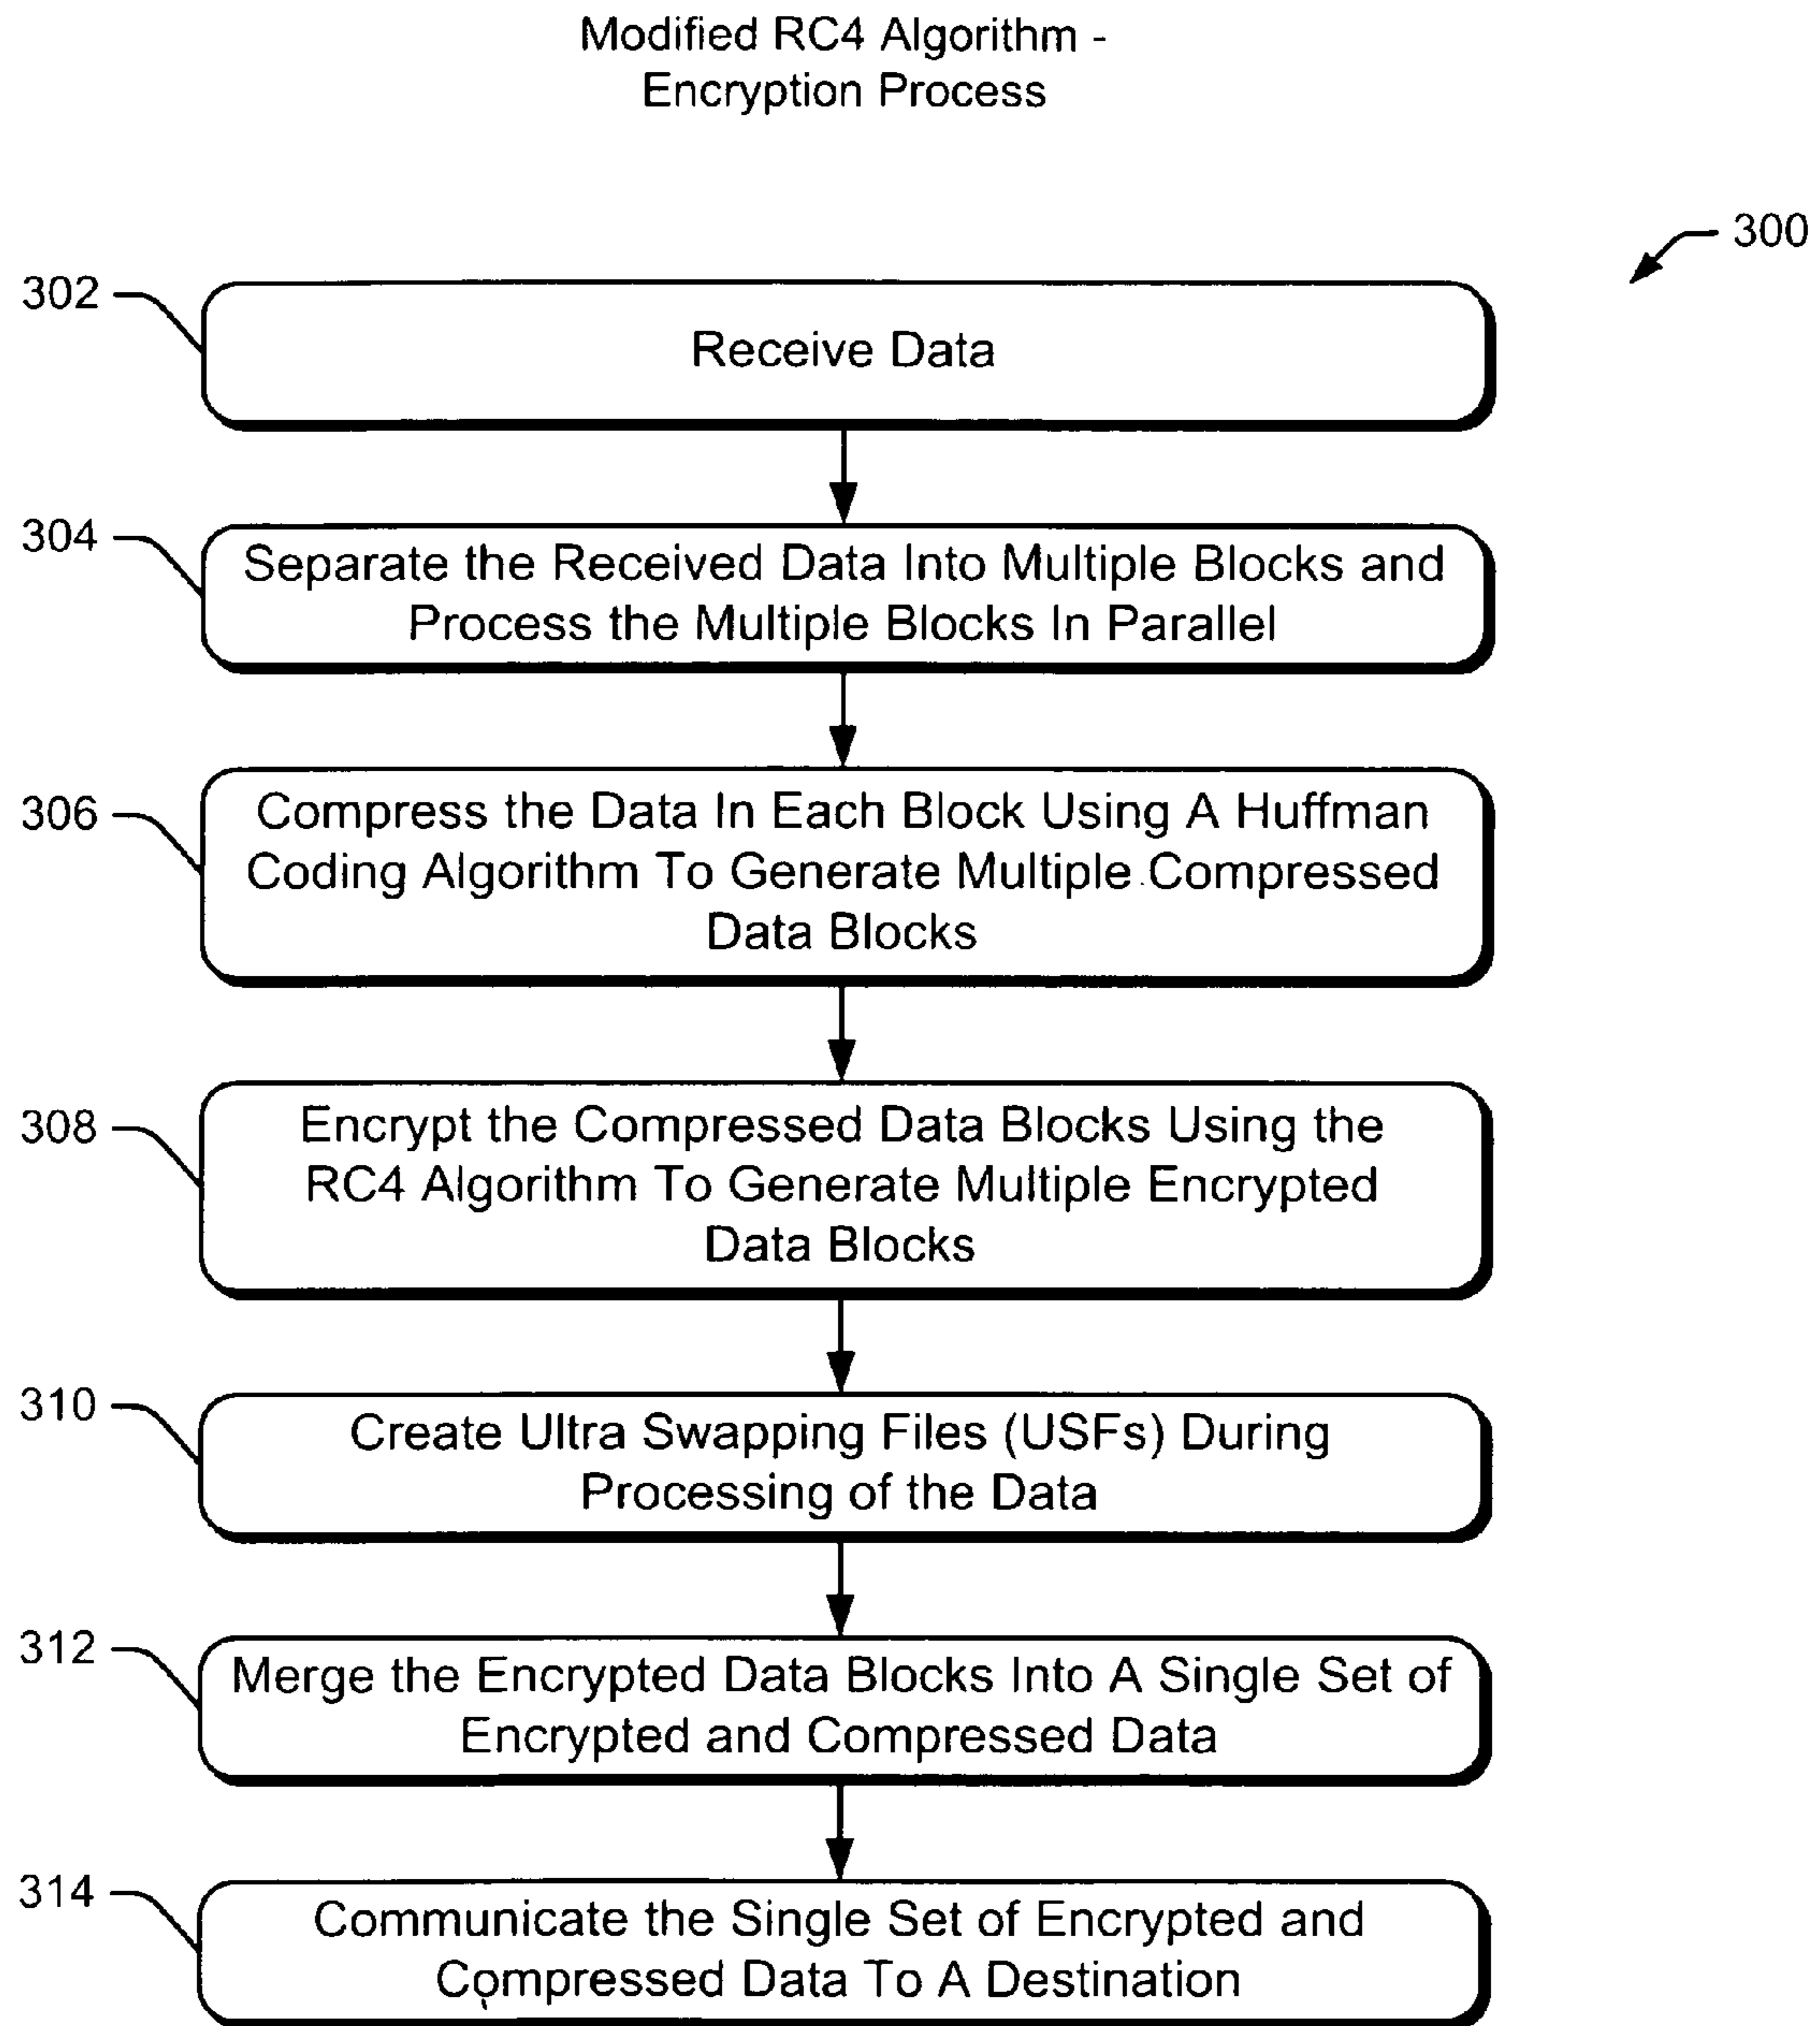 Modified RC4 Algorithm -
Encryption Process
300
302
Receive Data
304
Separate the Received Data Into Multiple Blocks and
Process the Multiple Blocks In Parallel
306
Compress the Data In Each Block Using A Huffman
Coding Algorithm To Generate Multiple Compressed
Data Blocks
308
Encrypt the Compressed Data Blocks Using the
RC4 Algorithm To Generate Multiple Encrypted
Data Blocks
310
Create Ultra Swapping Files (USFs) During
Processing of the Data
312
Merge the Encrypted Data Blocks Into A Single Set of
Encrypted and Compressed Data
314
Communicate the Single Set of Encrypted and
Compressed Data To A Destination